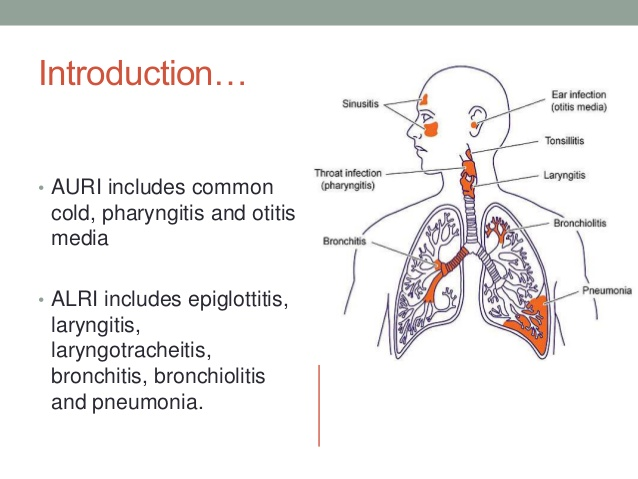 Introduction…
• AURI includes common
cold, pharyngitis and otitis
media
• ALRI includes epiglottitis,
laryngitis,
laryngotracheitis,
bronchitis, bronchiolitis
and pneumonia.
Sinusitis
Ear infection
(otitis media)
Tonsillitis
Throat infection
(pharyngitis)
Laryngitis
Bronchiolitis
Bronchitis
Pneumonia